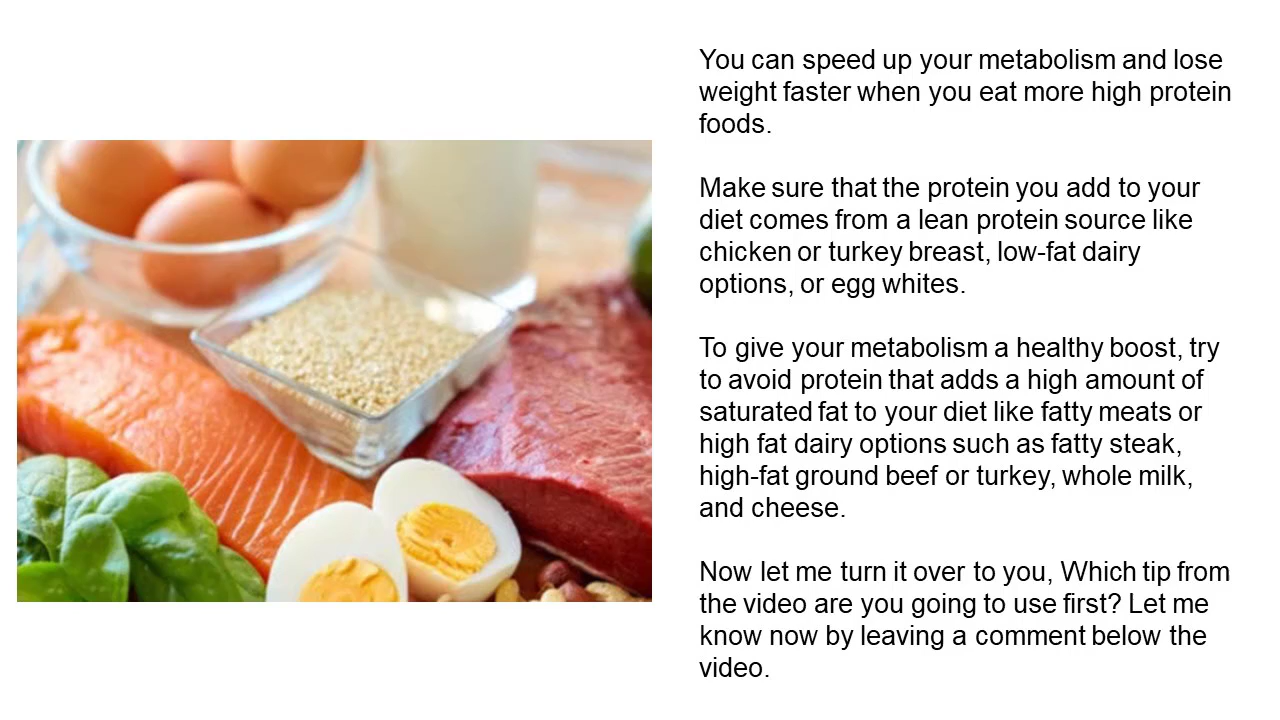 You can speed up your metabolism and lose
weight faster when you eat more high protein
foods.
Make sure that the protein you add to your
diet comes from a lean protein source like
chicken or turkey breast, low-fat dairy
options, or egg whites.
To give your metabolism a healthy boost, try
to avoid protein that adds a high amount of
saturated fat to your diet like fatty meats or
high fat dairy options such as fatty steak,
high-fat ground beef or turkey, whole milk,
and cheese.
Now let me turn it over to you, Which tip from
the video are you going to use first? Let me
know now by leaving a comment below the
video.